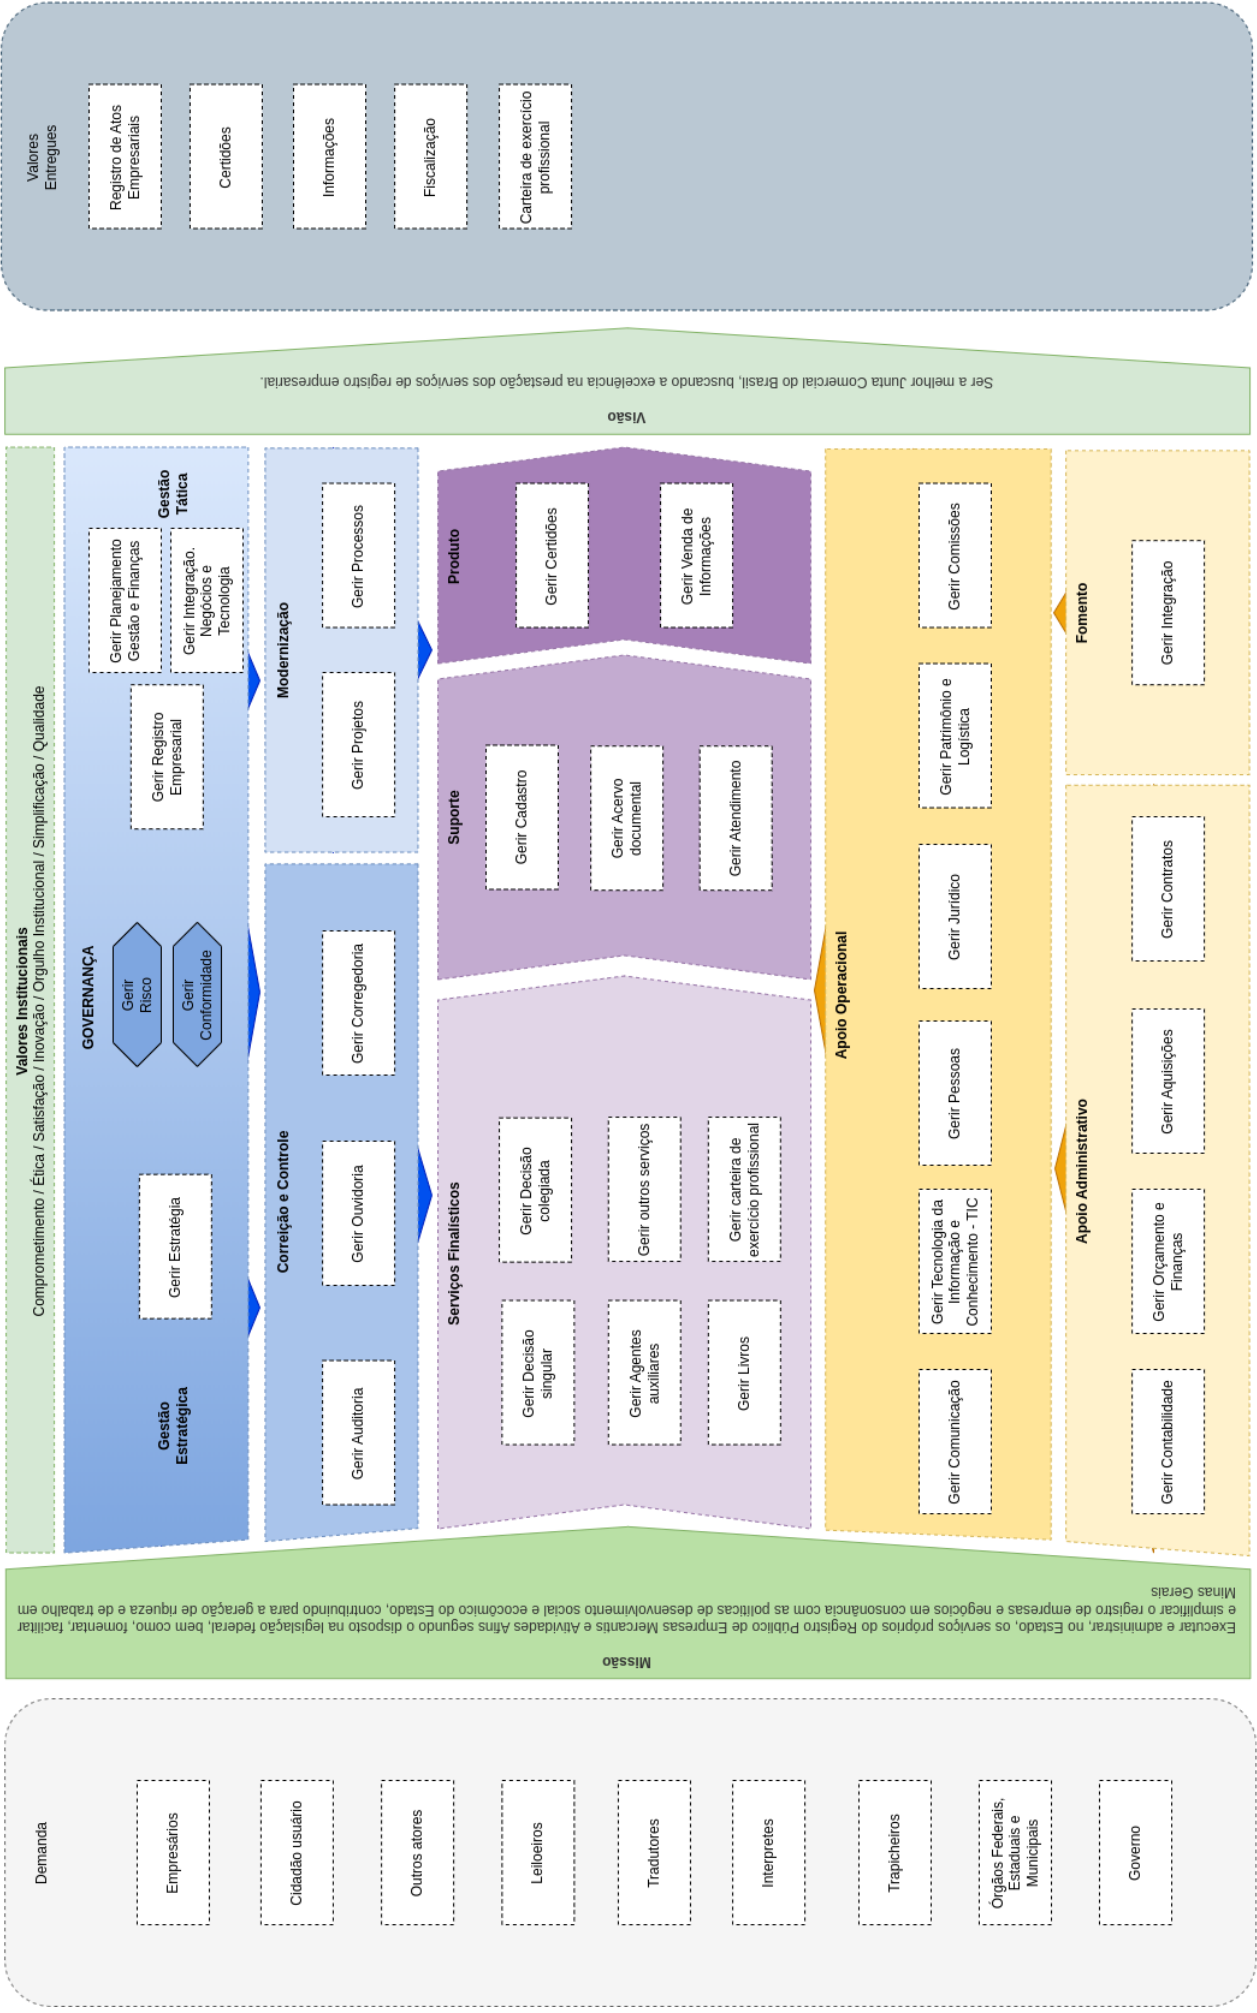 Demanda
Empresários
Cidadão usuário
Outros atores
Leiloeiros
Tradutores
Interpretes
Trapicheiros
Órgãos Federais,
Estaduais e
Municipais
Governo
Missão
Executar e administrar, no Estado, os serviços próprios do Registro Público de Empresas Mercantis e Atividades Afins segundo o disposto na legislação federal, bem como, fomentar, facilitar
e simplificar o registro de empresas e negócios em consonância com as políticas de desenvolvimento social e econômico do Estado, contribuindo para a geração de riqueza e de trabalho em
Minas Gerais
Valores Institucionais
Comprometimento / Ética / Satisfação / Inovação / Orgulho Institucional / Simplificação / Qualidade
GOVERNANÇA
Gestão
Estratégica
Gerir Estratégia
Gerir
Risco
Gerir
Conformidade
Gerir Registro
Empresarial
Gerir Planejamento
Gestão e Finanças
Gerir Integração.
Negócios e
Tecnologia
Gestão
Tática
Correição e Controle
Gerir Auditoria
Gerir Ouvidoria
Gerir Corregedoria
Modernização
Gerir Projetos
Gerir Processos
Serviços Finalísticos
Gerir Decisão
singular
Gerir Decisão
colegiada
Gerir Agentes
auxiliares
Gerir outros serviços
Gerir Livros
Gerir carteira de
exercício profissional
Suporte
Gerir Cadastro
Gerir Acervo
documental
Gerir Atendimento
Produto
Gerir Certidões
Gerir Venda de
Informações
Apoio Operacional
Gerir Comunicação
Gerir Tecnologia da
Informação e
Conhecimento - TIC
Gerir Pessoas
Gerir Jurídico
Gerir Patrimônio e
Logística
Gerir Comissões
Apoio Administrativo
Gerir Contabilidade
Gerir Orçamento e
Finanças
Gerir Aquisições
Gerir Contratos
Fomento
Gerir Integração
Visão
Ser a melhor Junta Comercial do Brasil, buscando a excelência na prestação dos serviços de registro empresarial.
Valores
Entregues
Registro de Atos
Empresariais
Certidões
Informações
Fiscalização
Carteira de exercício
profissional